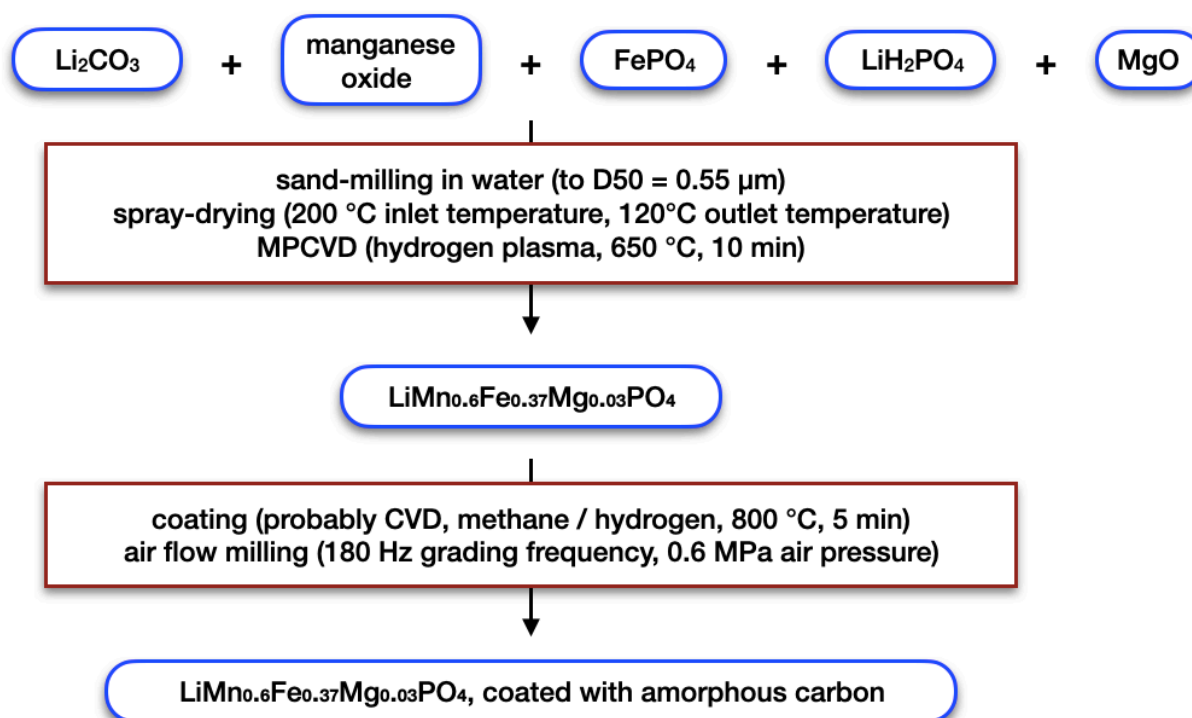 Li₂CO₃ + manganese oxide + FePO₄ + LiH₂PO₄ + MgO
sand-milling in water (to D50 = 0.55 µm)
spray-drying (200 °C inlet temperature, 120°C outlet temperature)
MPCVD (hydrogen plasma, 650 °C, 10 min)
LiMn₀.₆Fe₀.₃₇Mg₀.₀₃PO₄
coating (probably CVD, methane / hydrogen, 800 °C, 5 min)
air flow milling (180 Hz grading frequency, 0.6 MPa air pressure)
LiMn₀.₆Fe₀.₃₇Mg₀.₀₃PO₄, coated with amorphous carbon